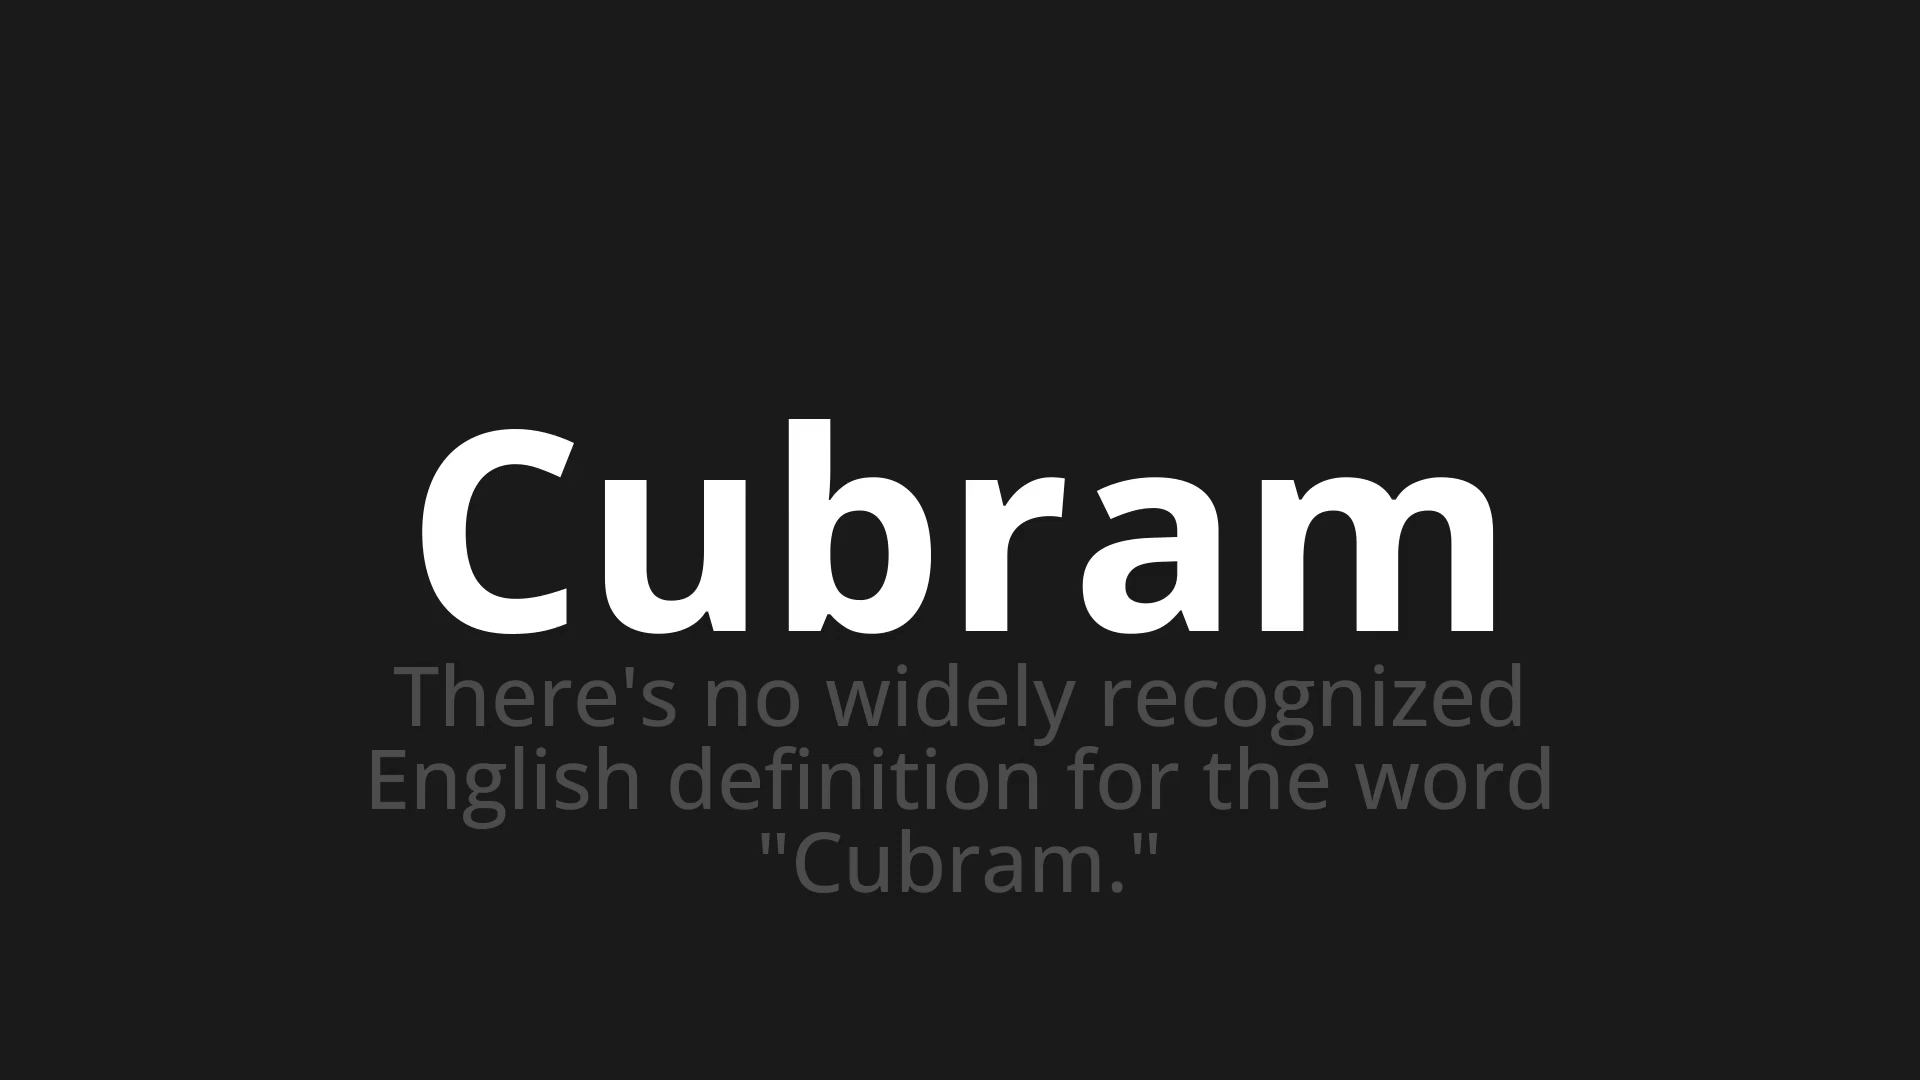 Cubram
There's no widely recognized
English definition for the word
"Cubram."